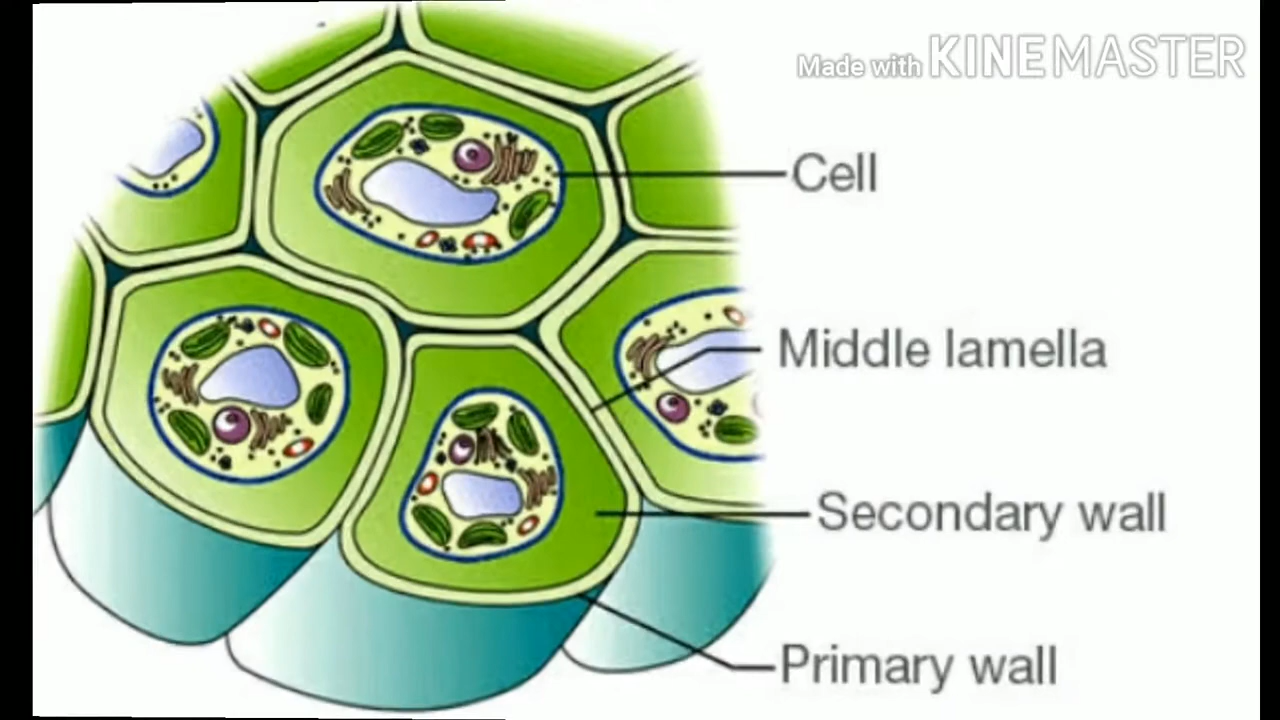 Made with KINEMASTER
Cell
Middle lamella
Secondary wall
Primary wall